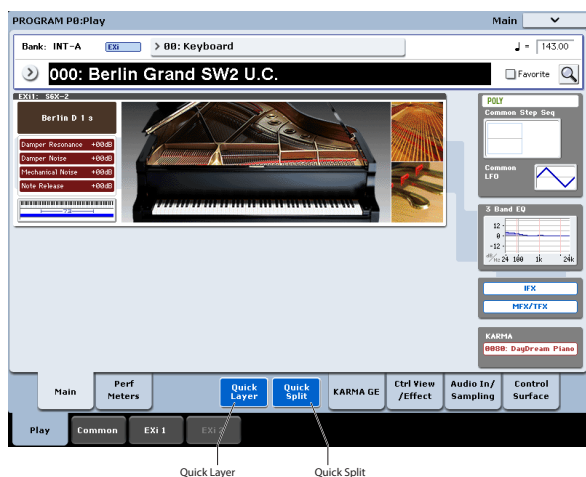 PROGRAM P0:Play
Main
Bank: INT-A EXi > 00: Keyboard
♩ = 143.00
000: Berlin Grand SW2 U.C.
Favorite
EXi1: SGX-2
Berlin D 1 s
Damper Resonance +00dB
Damper Noise +00dB
Mechanical Noise +00dB
Note Release +00dB
73
POLY
Common Step Seq
Common
LFO
3 Band EQ
12
0
-12
dB/Hz 24 100 1k 24k
IFX
MFX/TFX
KARMA
0080: DayDream Piano
Main
Perf
Meters
Quick
Layer
Quick
Split
KARMA GE
Ctrl View
/Effect
Audio In/
Sampling
Control
Surface
Play
Common
EXi 1
EXi 2
Quick Layer
Quick Split